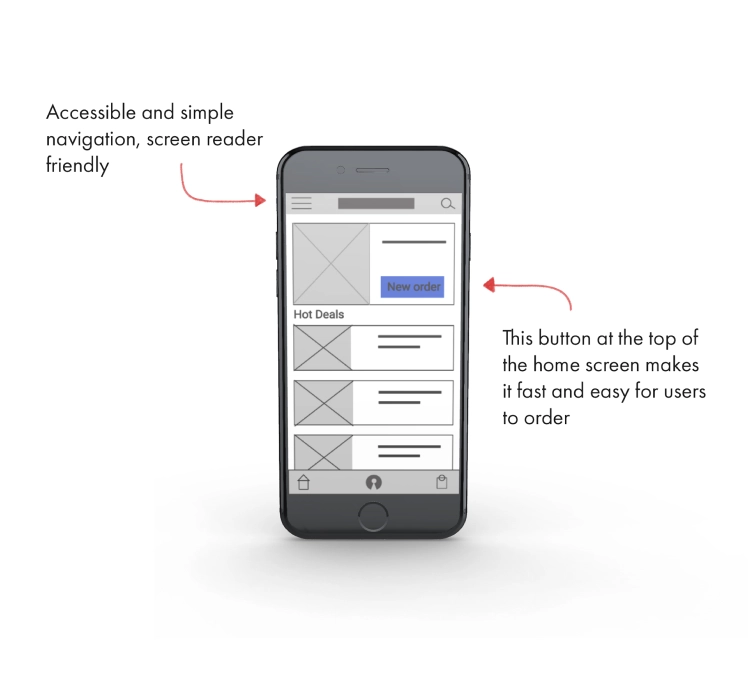 Accessible and simple
navigation, screen reader
friendly
New order
Hot Deals
This button at the top of
the home screen makes
it fast and easy for users
to order